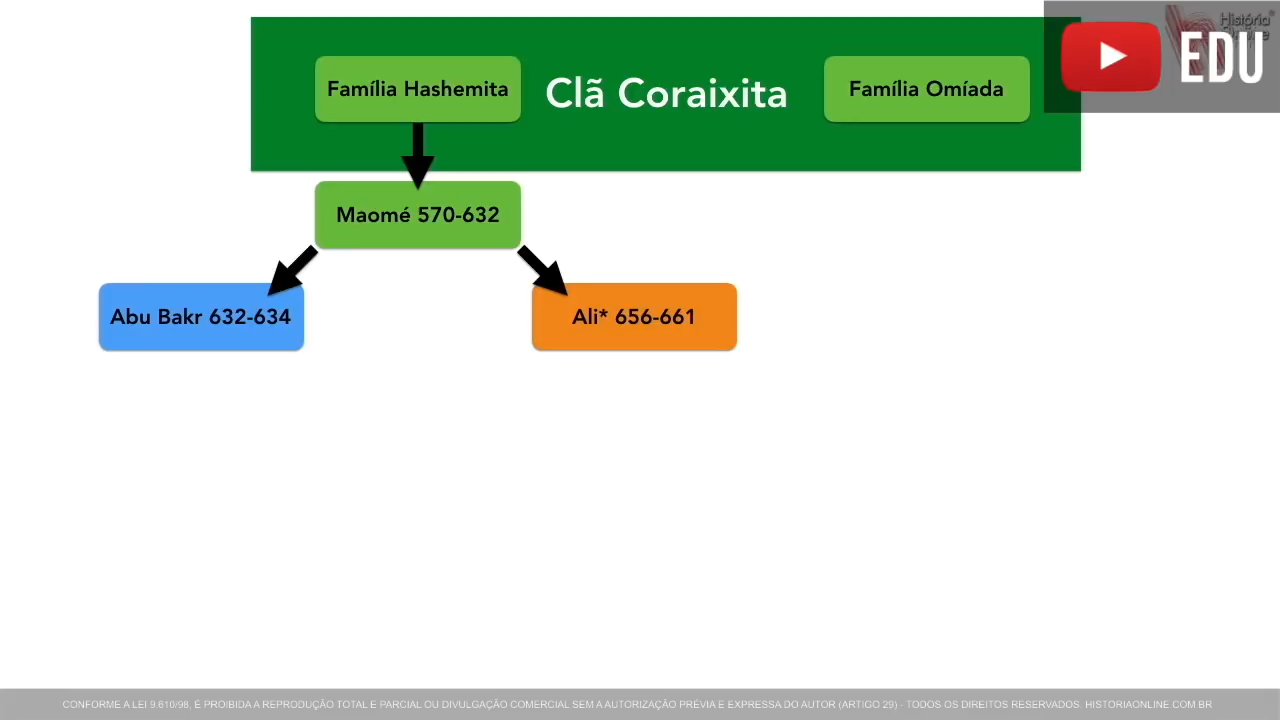 Família Hashemita
Clã Coraixita
Família Omíada
História
Online
EDU
Maomé 570-632
Abu Bakr 632-634
Ali* 656-661
CONFORME A LEI 9.610/98, É PROIBIDA A REPRODUÇÃO TOTAL E PARCIAL OU DIVULGAÇÃO COMERCIAL SEM A AUTORIZAÇÃO PRÉVIA E EXPRESSA DO AUTOR (ARTIGO 29) - TODOS OS DIREITOS RESERVADOS. HISTORIAONLINE.COM.BR